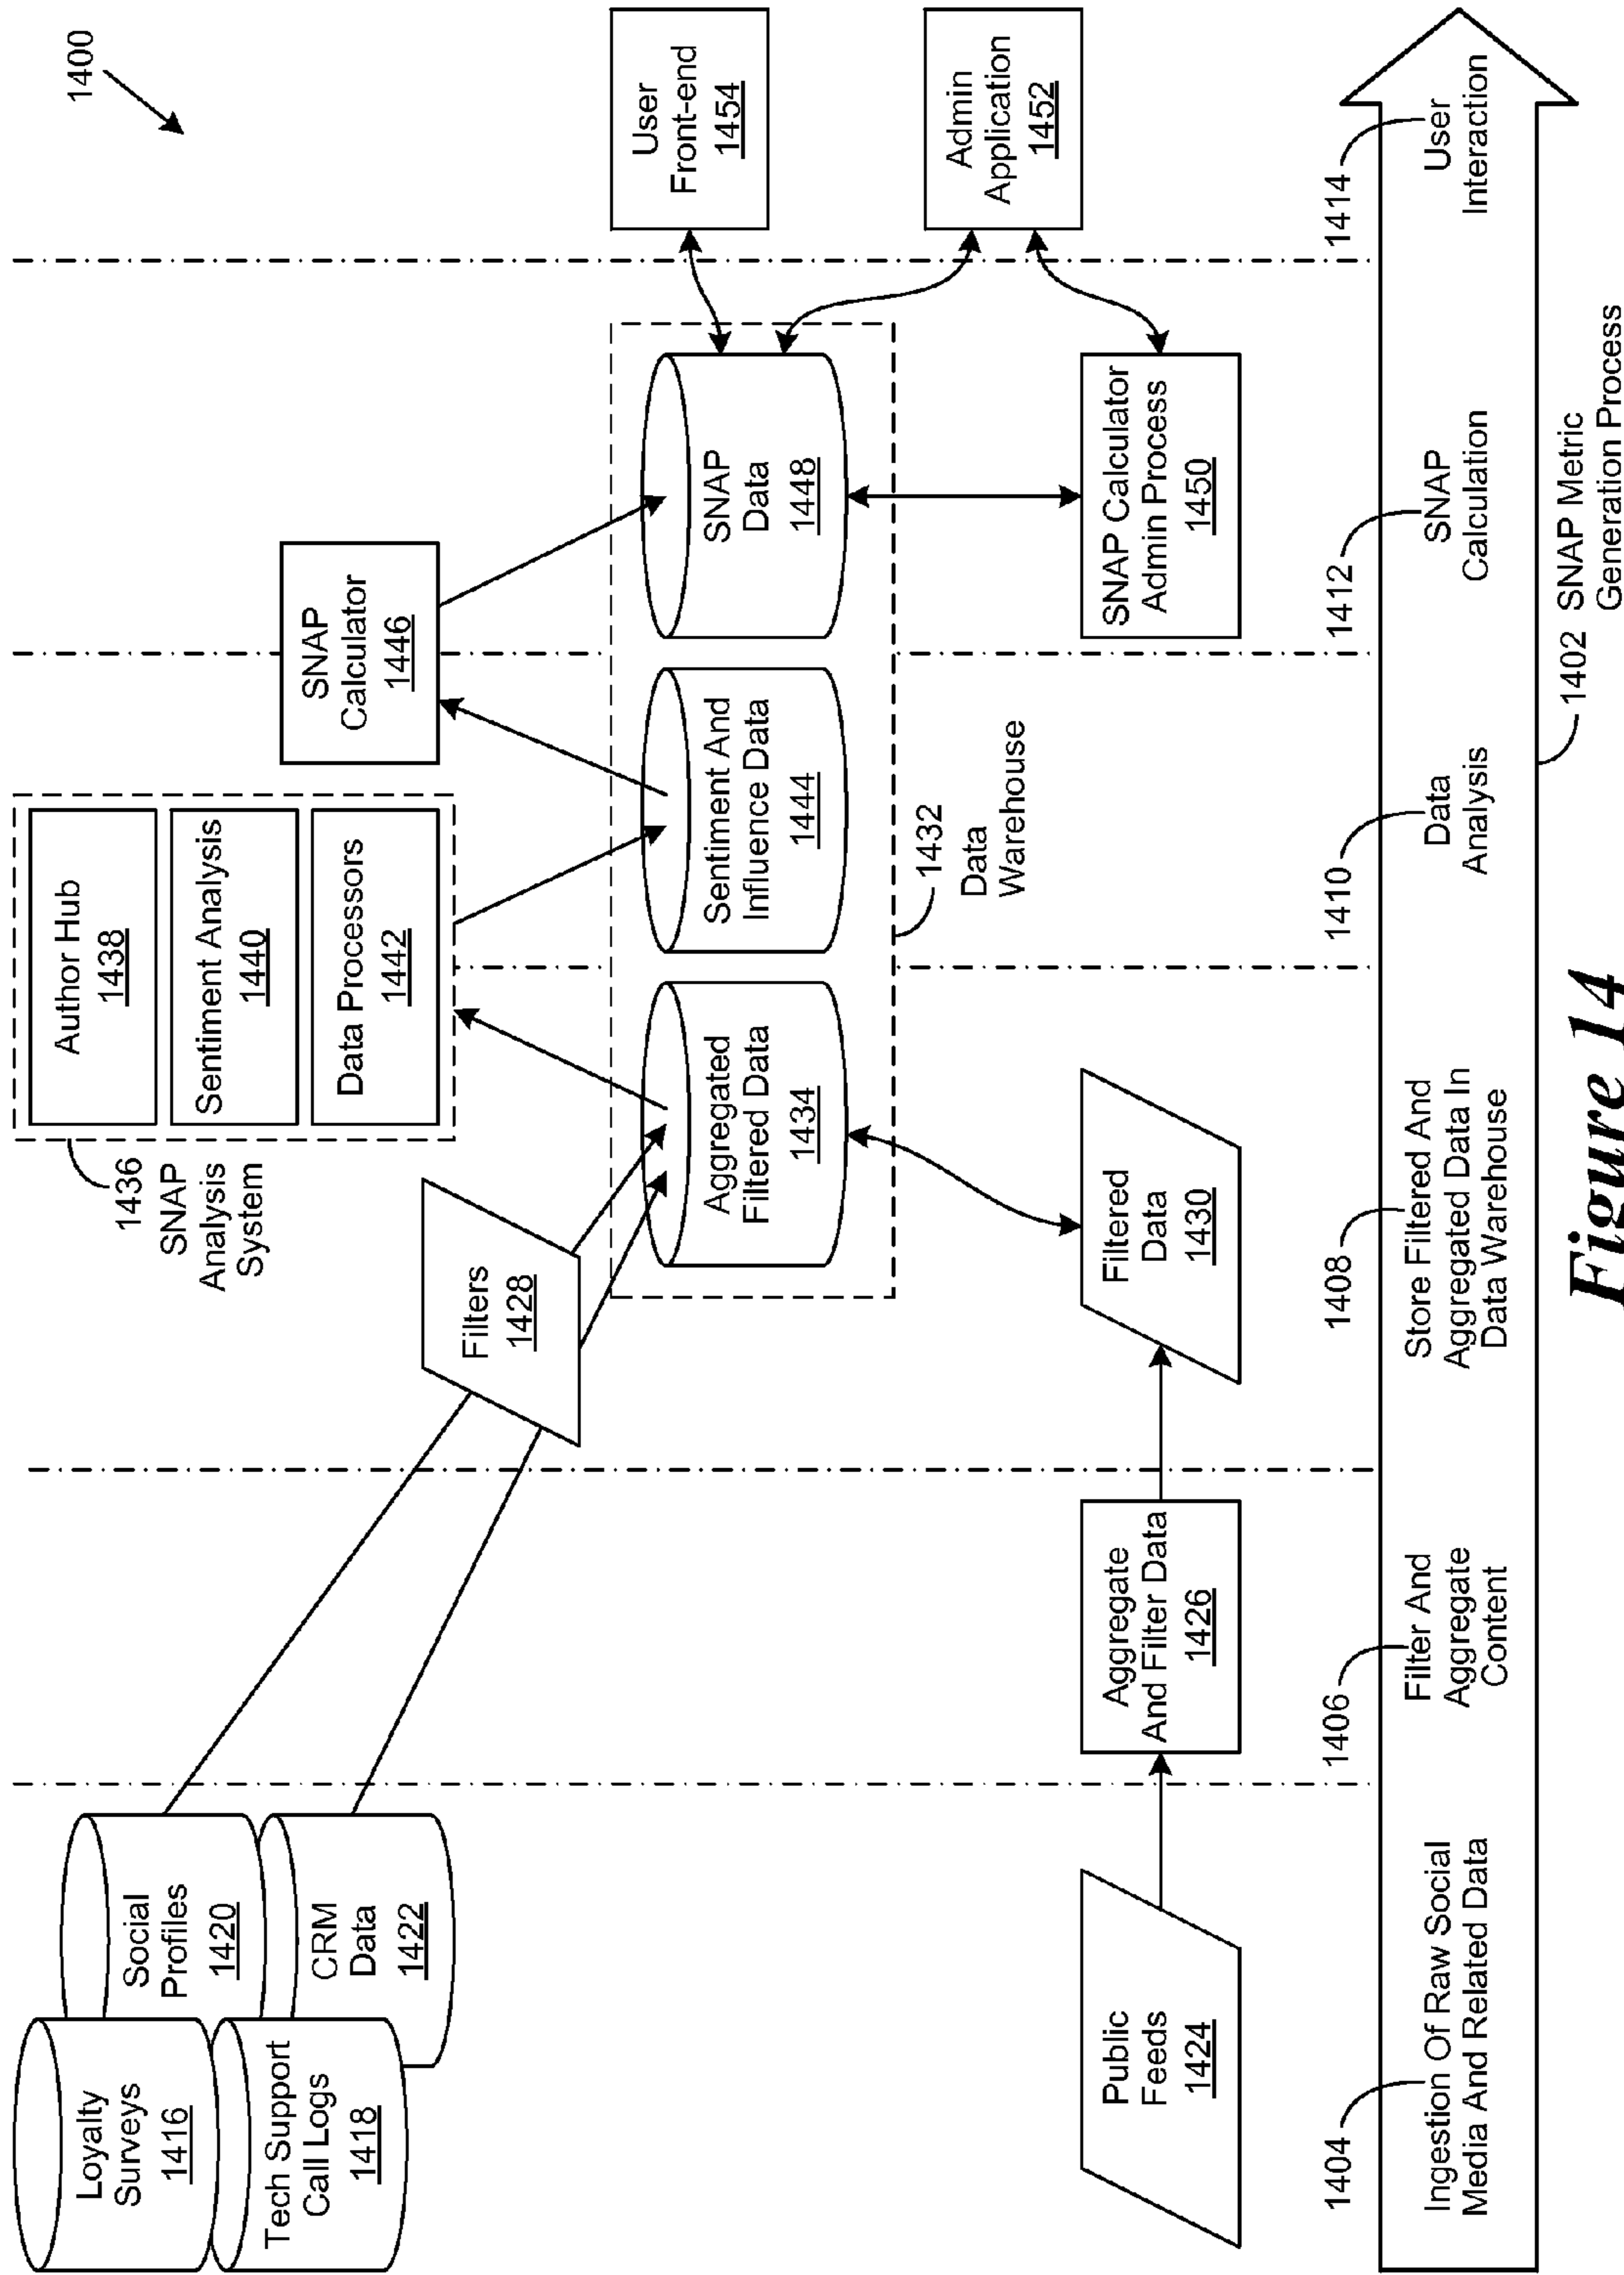 1400
Loyalty
Surveys
1416
Social
Profiles
1420
Tech Support
Call Logs
1418
CRM
Data
1422
Public
Feeds
1424
Aggregate
And Filter Data
1426
Filters
1428
Filtered
Data
1430
1436
SNAP
Analysis
System
Author Hub
1438
Sentiment Analysis
1440
Data Processors
1442
Aggregated
Filtered Data
1434
Sentiment And
Influence Data
1444
SNAP
Data
1448
1432
Data
Warehouse
SNAP
Calculator
1446
SNAP Calculator
Admin Process
1450
User
Front-end
1454
Admin
Application
1452
1404
Ingestion Of Raw Social
Media And Related Data
1406
Filter And
Aggregate
Content
1408
Store Filtered And
Aggregated Data In
Data Warehouse
1410
Data
Analysis
1412
SNAP
Calculation
1414
User
Interaction
1402 SNAP Metric
Generation Process
Figure 14